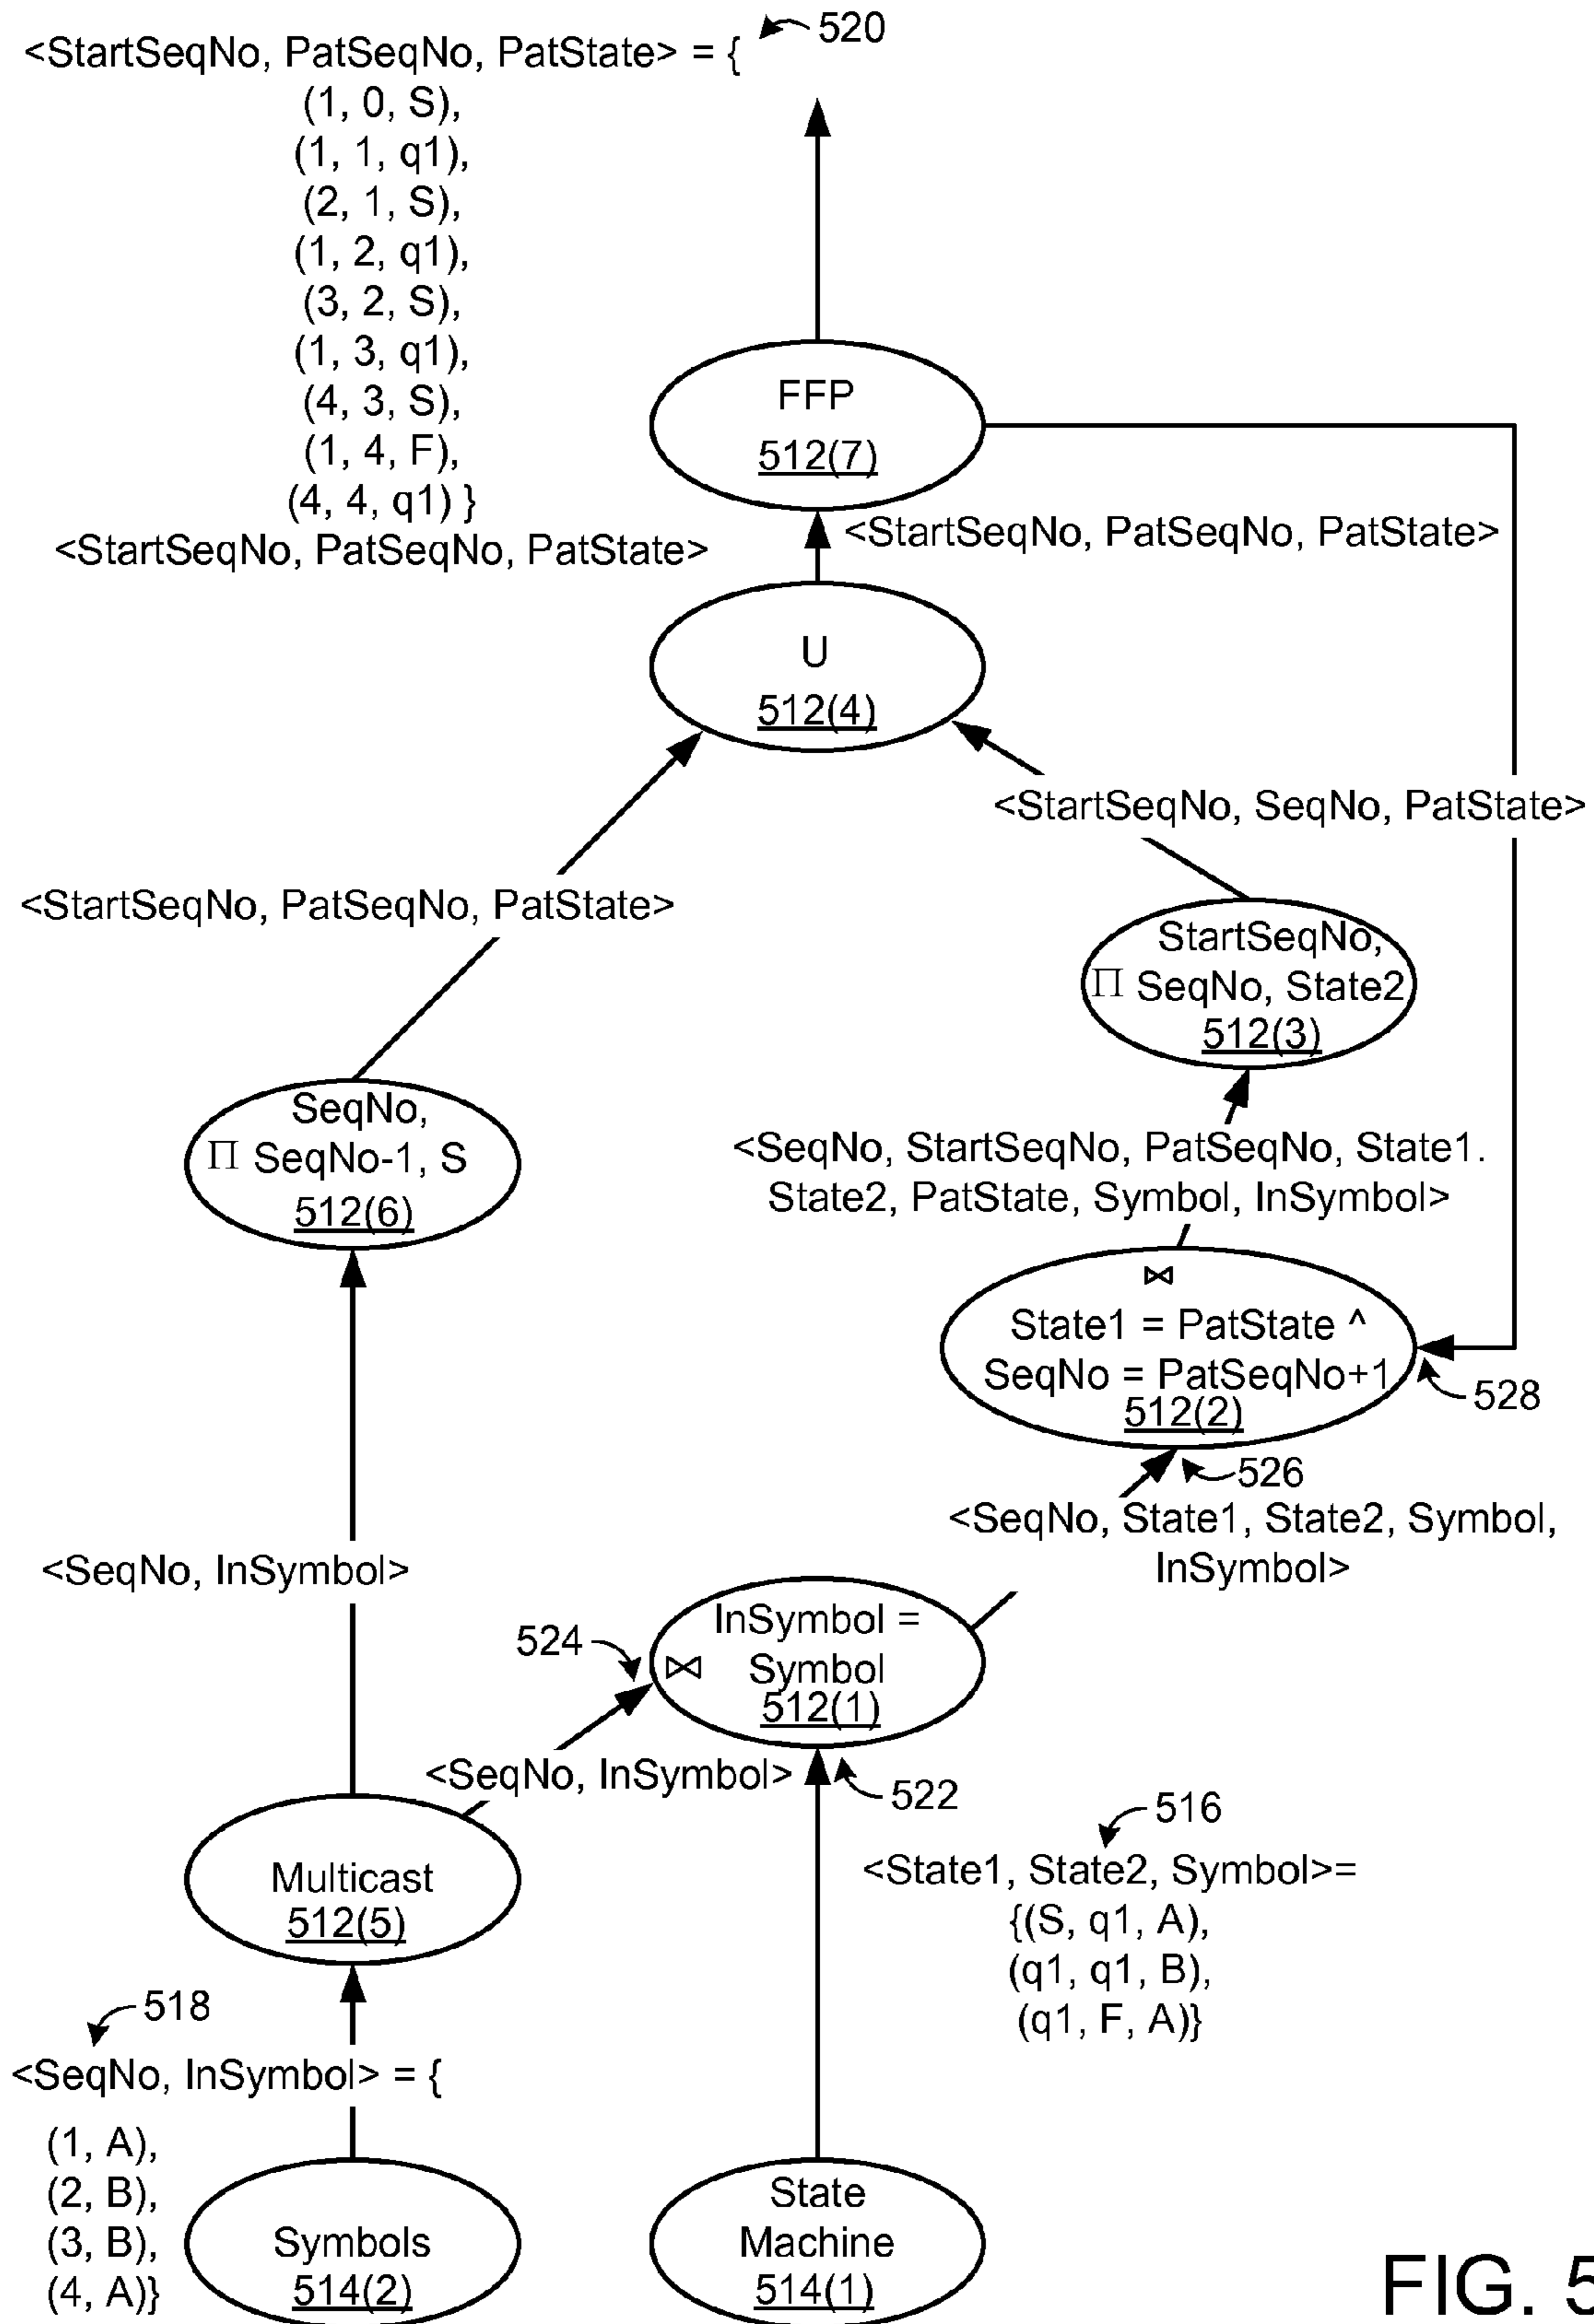 520
<StartSeqNo, PatSeqNo, PatState> = {
(1, 0, S),
(1, 1, q1),
(2, 1, S),
(1, 2, q1),
(3, 2, S),
(1, 3, q1),
(4, 3, S),
(1, 4, F),
(4, 4, q1) }
<StartSeqNo, PatSeqNo, PatState>
FFP
512(7)
<StartSeqNo, PatSeqNo, PatState>
U
512(4)
<StartSeqNo, SeqNo, PatState>
<StartSeqNo, PatSeqNo, PatState>
StartSeqNo,
Π SeqNo, State2
512(3)
SeqNo,
Π SeqNo-1, S
512(6)
<SeqNo, StartSeqNo, PatSeqNo, State1.
State2, PatState, Symbol, InSymbol>
⋈
State1 = PatState ^
SeqNo = PatSeqNo+1
512(2)
528
526
<SeqNo, State1, State2, Symbol,
InSymbol>
<SeqNo, InSymbol>
524
InSymbol =
⋈ Symbol
512(1)
<SeqNo, InSymbol>
522
516
<State1, State2, Symbol>=
{(S, q1, A),
(q1, q1, B),
(q1, F, A)}
Multicast
512(5)
518
<SeqNo, InSymbol> = {
(1, A),
(2, B),
(3, B),
(4, A)}
Symbols
514(2)
State
Machine
514(1)
FIG. 5